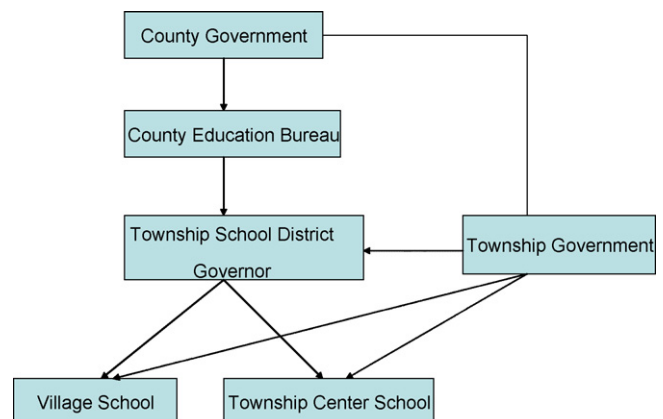 County Government
County Education Bureau
Township School District
Governor
Township Government
Village School
Township Center School